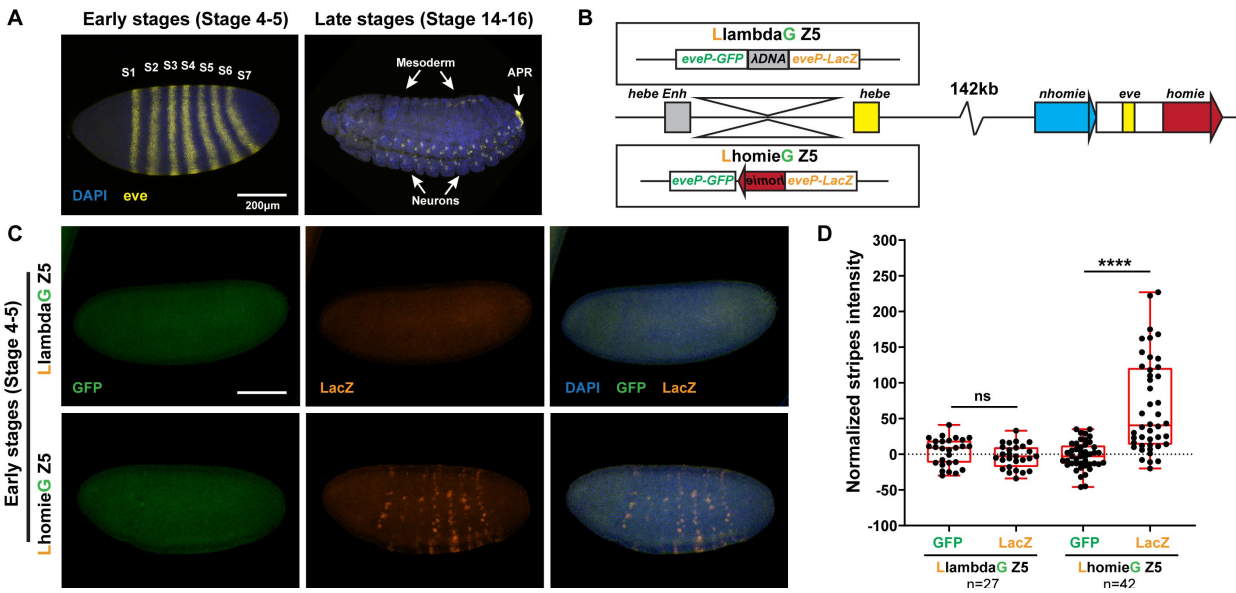 A
Early stages (Stage 4-5)
Late stages (Stage 14-16)
S1 S2 S3 S4 S5 S6 S7
DAPI eve
200μm
Mesoderm
APR
Neurons
B
LlambdaG Z5
eveP-GFP λDNA eveP-LacZ
hebe Enh
hebe
142kb
nhomie
eve
homie
LhomieG Z5
eveP-GFP homie eveP-LacZ
C
Early stages (Stage 4-5)
LlambdaG Z5
GFP
LacZ
DAPI GFP LacZ
LhomieG Z5
D
Normalized stripes intensity
300
250
200
150
100
50
0
-50
-100
ns
****
GFP LacZ GFP LacZ
LlambdaG Z5 LhomieG Z5
n=27 n=42